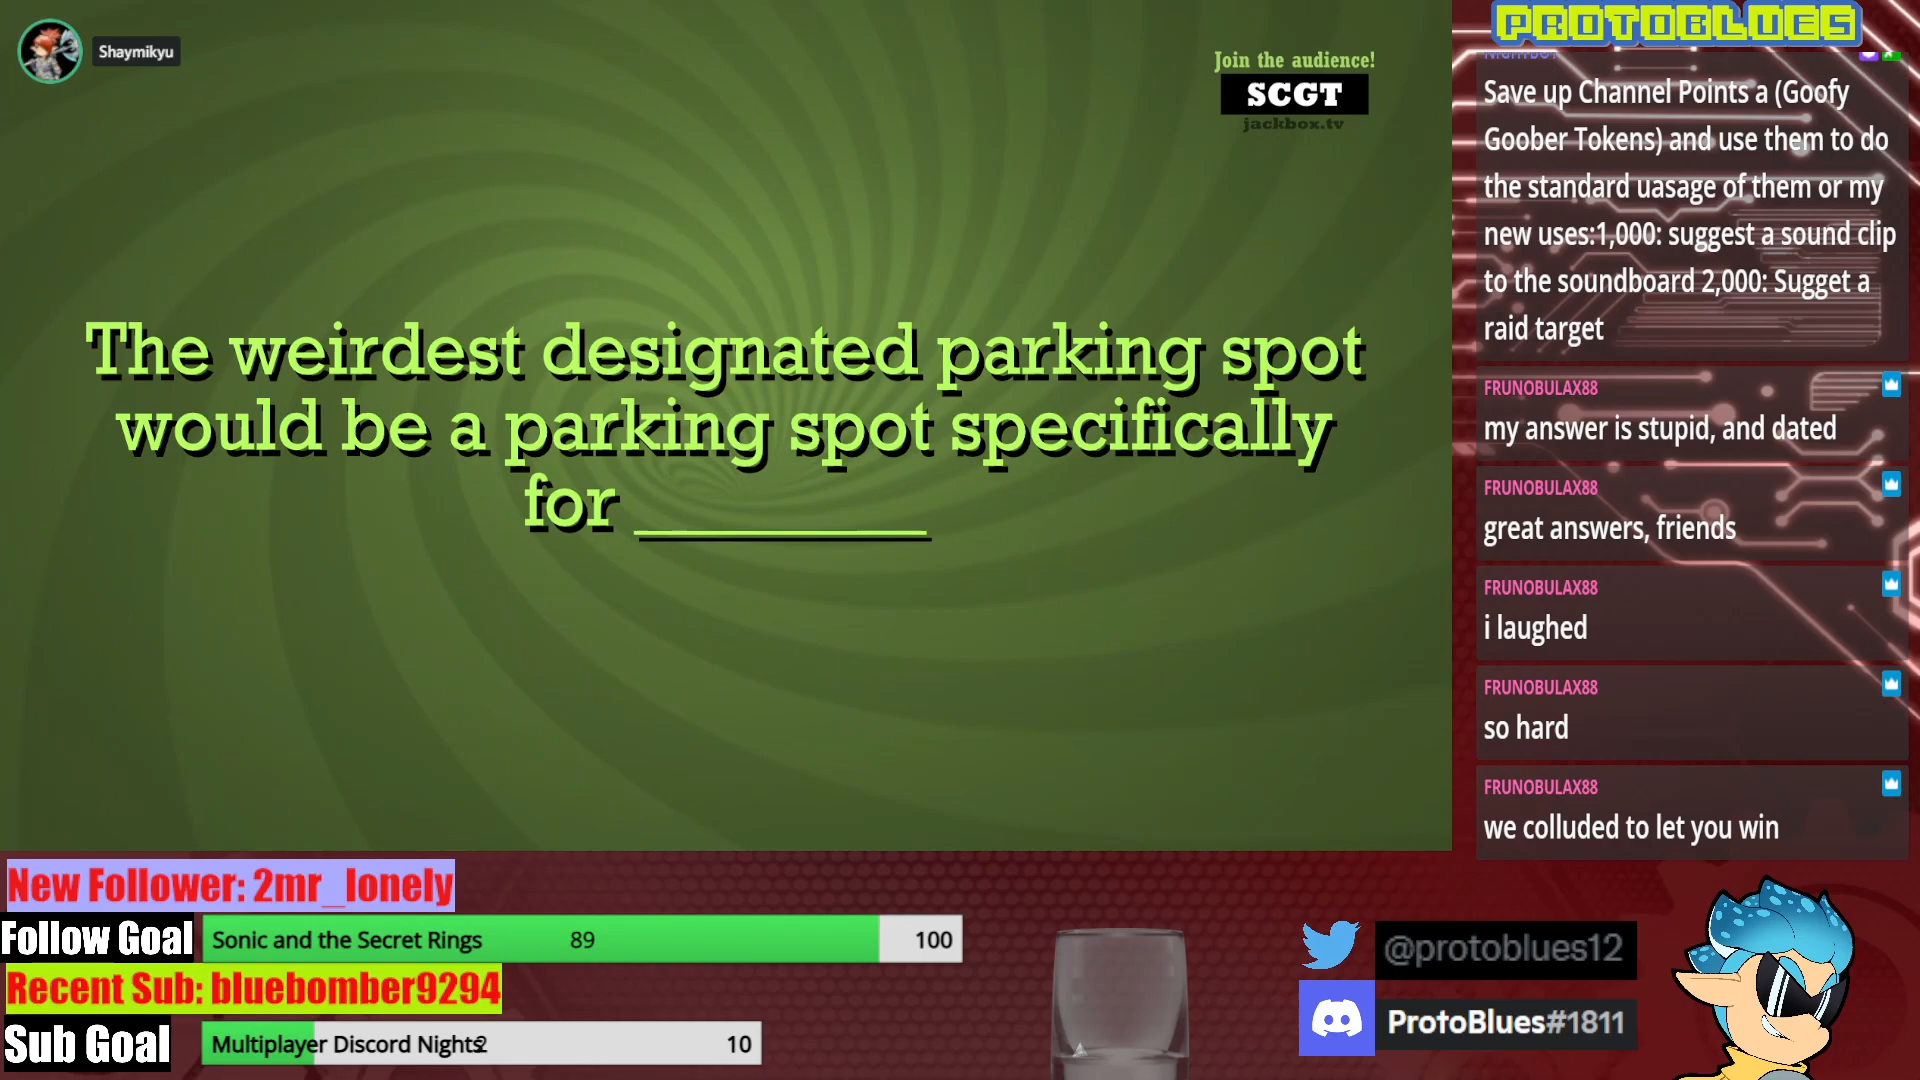 Shaymikyu
Join the audience!
SCGT
jackbox.tv
The weirdest designated parking spot
would be a parking spot specifically
for __________
PROTOBLUES
NIGHTBOT
Save up Channel Points a (Goofy
Goober Tokens) and use them to do
the standard uasage of them or my
new uses:1,000: suggest a sound clip
to the soundboard 2,000: Sugget a
raid target
FRUNOBULAX88
my answer is stupid, and dated
FRUNOBULAX88
great answers, friends
FRUNOBULAX88
i laughed
FRUNOBULAX88
so hard
FRUNOBULAX88
we colluded to let you win
New Follower: 2mr_lonely
Follow Goal
Sonic and the Secret Rings 89 100
Recent Sub: bluebomber9294
Sub Goal
Multiplayer Discord Nights 2 10
@protoblues12
ProtoBlues#1811